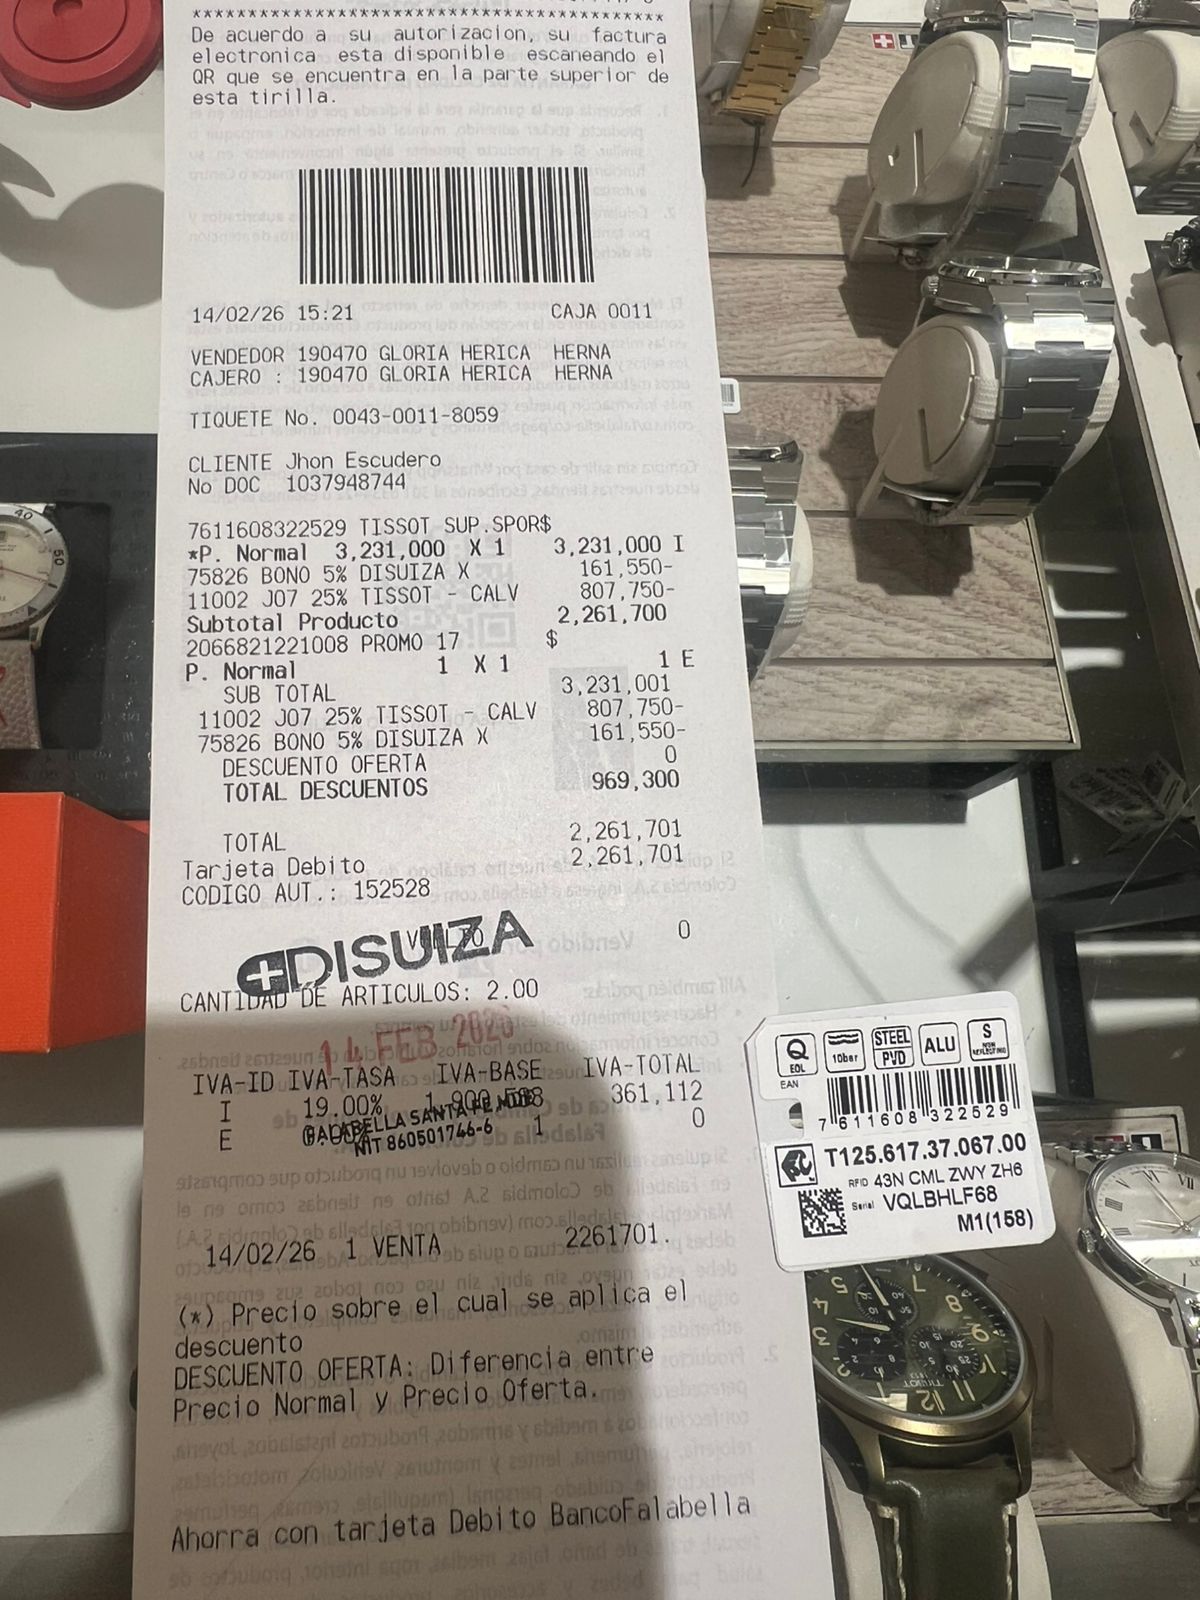 De acuerdo a su autorizacion, su factura
electronica esta disponible escaneando el
QR que se encuentra en la parte superior de
esta tirilla.
14/02/26 15:21 CAJA 0011
VENDEDOR 190470 GLORIA HERICA HERNA
CAJERO : 190470 GLORIA HERICA HERNA
TIQUETE No. 0043-0011-8059
CLIENTE Jhon Escudero
No DOC 1037948744
7611608322529 TISSOT SUP.SPOR$
*P. Normal 3,231,000 X 1 3,231,000 I
75826 BONO 5% DISUIZA X 161,550-
11002 J07 25% TISSOT - CALV 807,750-
Subtotal Producto 2,261,700
2066821221008 PROMO 17 $
P. Normal 1 X 1 1 E
SUB TOTAL 3,231,001
11002 J07 25% TISSOT - CALV 807,750-
75826 BONO 5% DISUIZA X 161,550-
DESCUENTO OFERTA 0
TOTAL DESCUENTOS 969,300
TOTAL 2,261,701
Tarjeta Debito 2,261,701
CODIGO AUT.: 152528
VUELTO 0
DISUIZA
CANTIDAD DE ARTICULOS: 2.00
14 FEB 2026
IVA-ID IVA-TASA IVA-BASE IVA-TOTAL
I 19.00% 361,112
E 1 0
FALABELLA SANTA FE MDE
NIT 860501746-6
14/02/26 1 VENTA 2261701.
(*) Precio sobre el cual se aplica el
descuento
DESCUENTO OFERTA: Diferencia entre
Precio Normal y Precio Oferta.
Ahorra con tarjeta Debito BancoFalabella
Q
EOL
10bar
STEEL
PVD
ALU
S
EAN
7 611608 322529
T125.617.37.067.00
RFID 43N CML ZWY ZH6
Serial VQLBHLF68
M1(158)